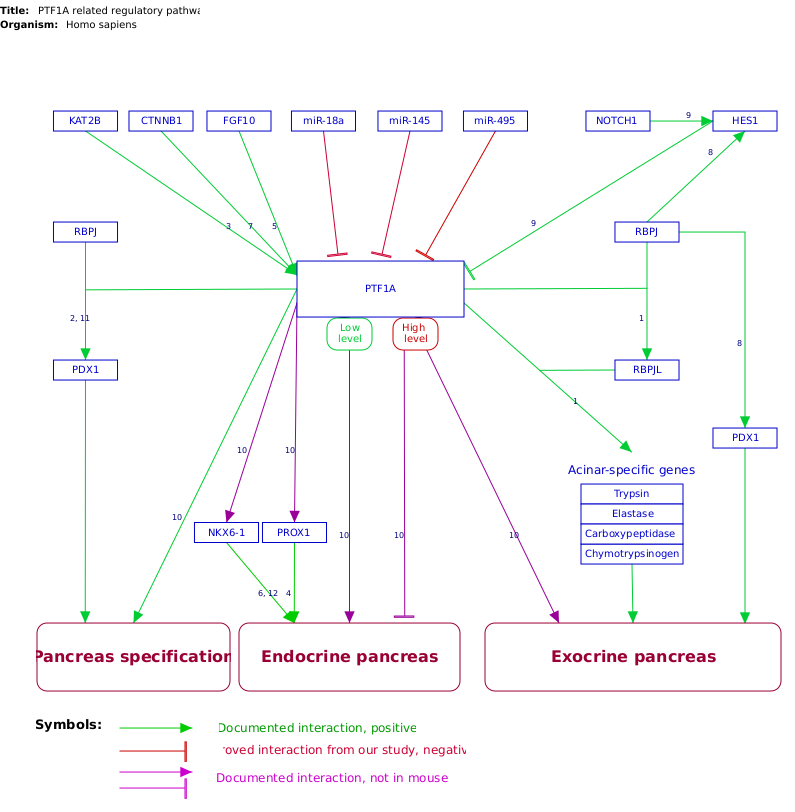 Title: PTF1A related regulatory
Organism: Homo sapiens
KAT2B CTNNB1 FGF10 miR-18a miR-145 miR-495 NOTCH1 9 HES1
8
RBPJ 3 7 5 9 RBPJ
PTF1A
2, 11 1
Low level
High level
8
PDX1 RBPJL
1
PDX1
10 10
Acinar-specific genes
Trypsin
Elastase
Carboxypeptidase
Chymotrypsinogen
10 NKX6-1 PROX1 10 10 10
6, 12 4
Pancreas specification Endocrine pancreas Exocrine pancreas
Symbols:
Documented interaction, positive
interaction from our study,
Documented interaction, not in mouse